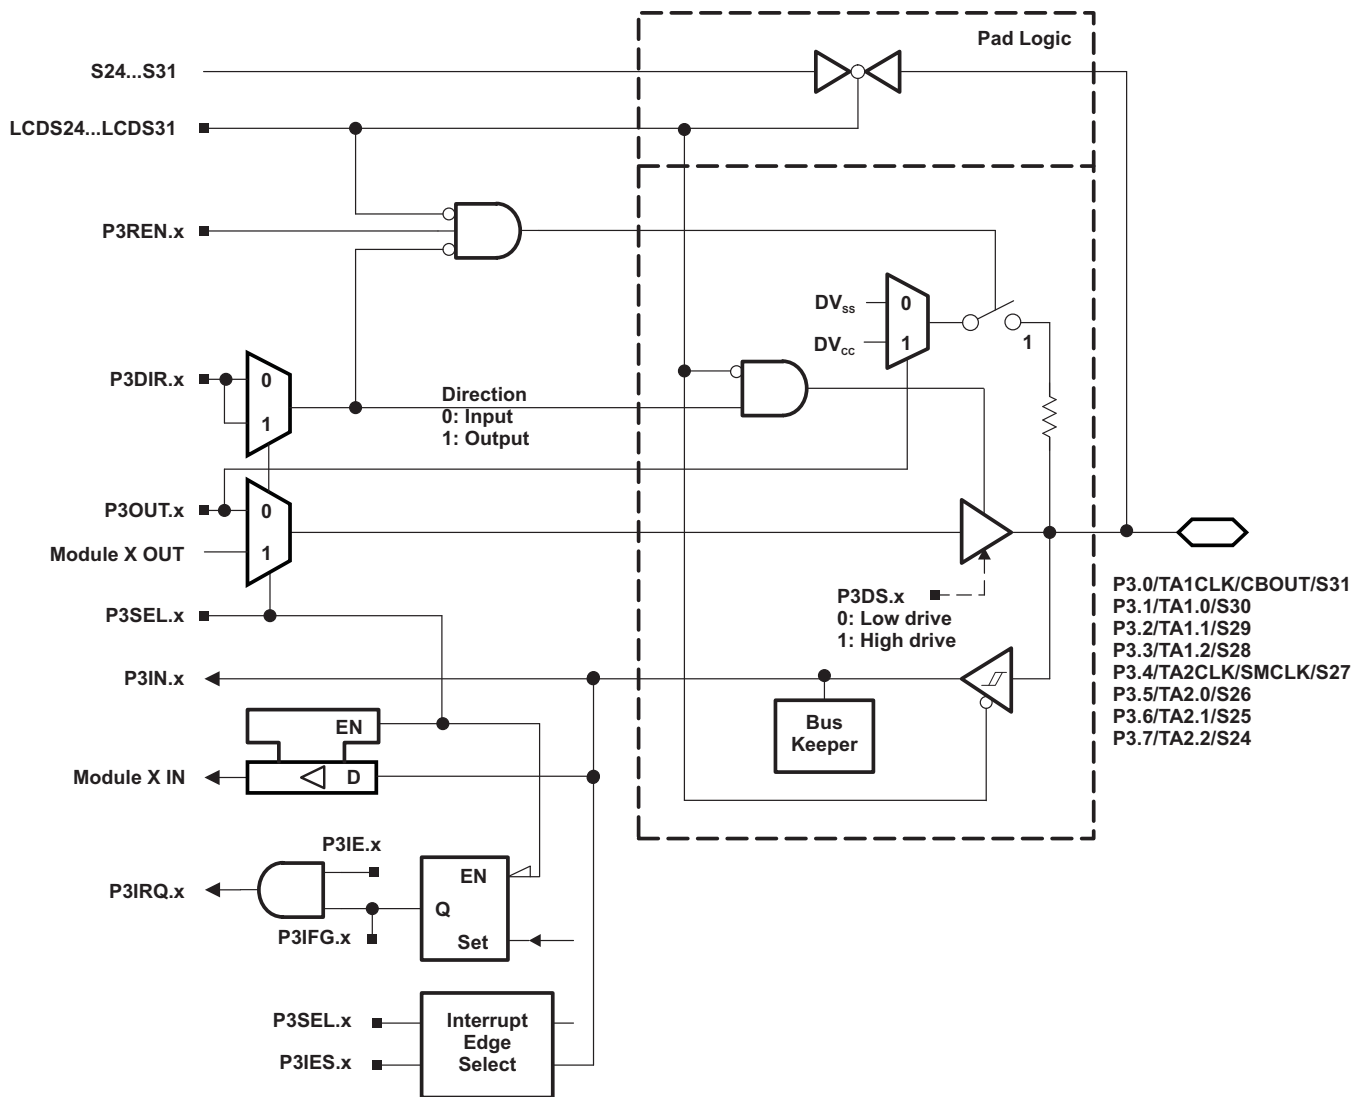 Pad Logic
S24...S31
LCDS24...LCDS31
P3REN.x
DVSS
0
DVCC
1
1
P3DIR.x
0
1
Direction
0: Input
1: Output
P3OUT.x
0
Module X OUT
1
P3DS.x
0: Low drive
1: High drive
P3.0/TA1CLK/CBOUT/S31
P3.1/TA1.0/S30
P3.2/TA1.1/S29
P3.3/TA1.2/S28
P3.4/TA2CLK/SMCLK/S27
P3.5/TA2.0/S26
P3.6/TA2.1/S25
P3.7/TA2.2/S24
P3SEL.x
P3IN.x
Bus
Keeper
EN
Module X IN
D
P3IE.x
P3IRQ.x
EN
Q
P3IFG.x
Set
P3SEL.x
P3IES.x
Interrupt
Edge
Select